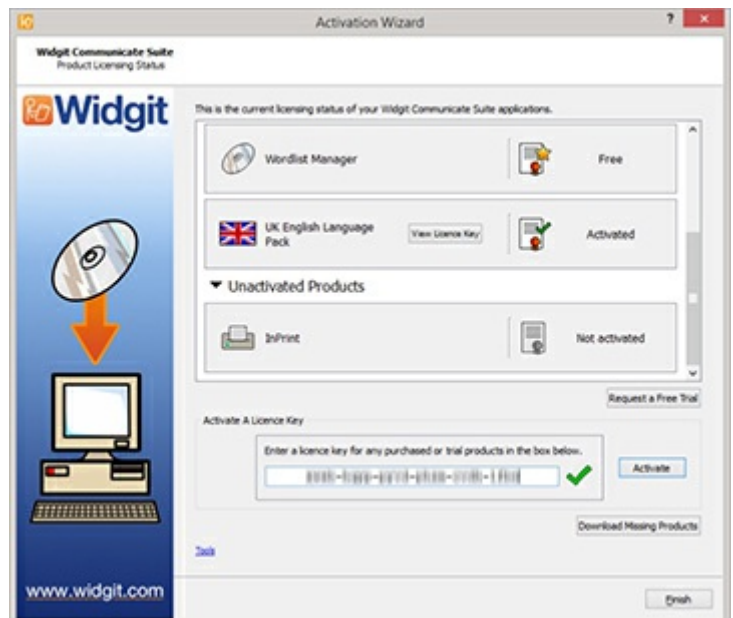 Activation Wizard
?
Widgit Communicate Suite
Product Licensing Status
Widgit
This is the current licensing status of your Widgit Communicate Suite applications.
Wordlist Manager
Free
UK English Language
Pack
View Licence Key
Activated
Unactivated Products
InPrint
Not activated
Request a Free Trial
Activate A Licence Key
Enter a licence key for any purchased or trial products in the box below.
Activate
Download Missing Products
Tools
www.widgit.com
Finish